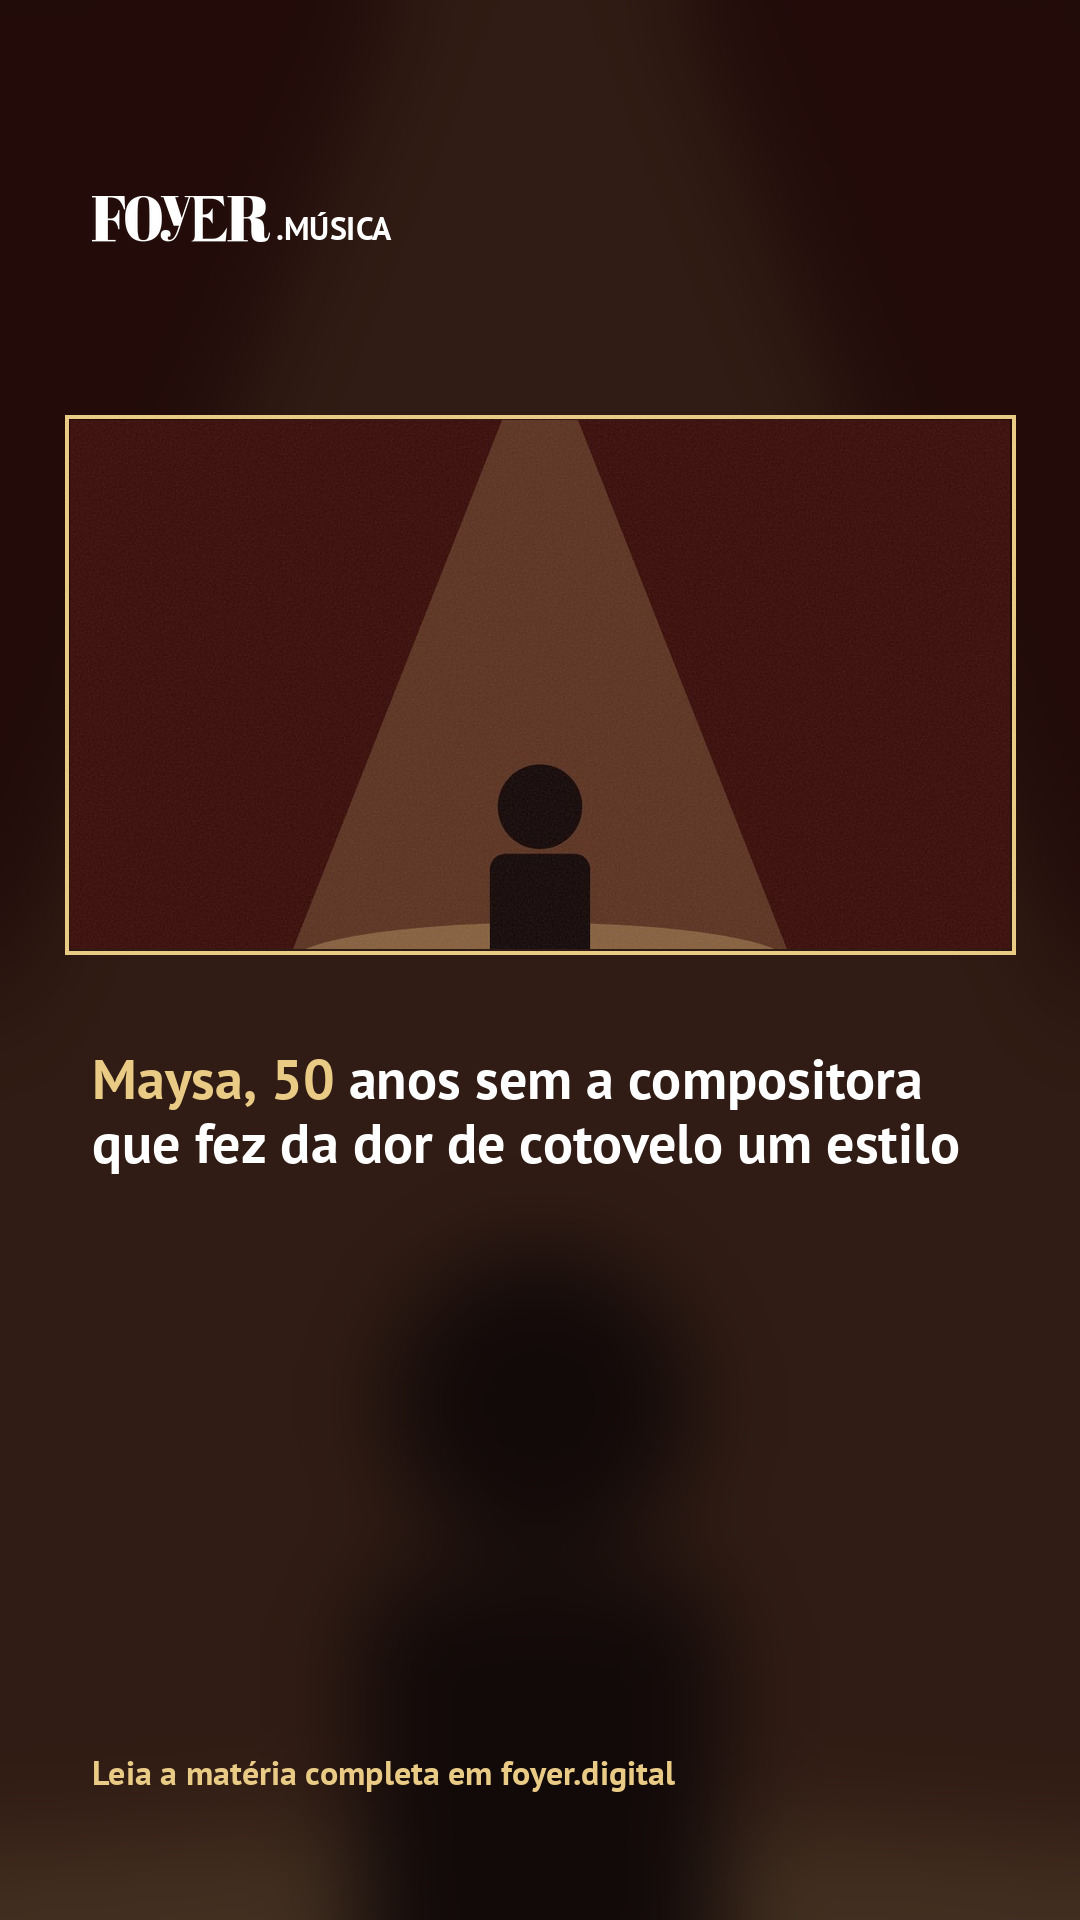 FOYER .MÚSICA
Maysa, 50 anos sem a compositora
que fez da dor de cotovelo um estilo
Leia a matéria completa em foyer.digital